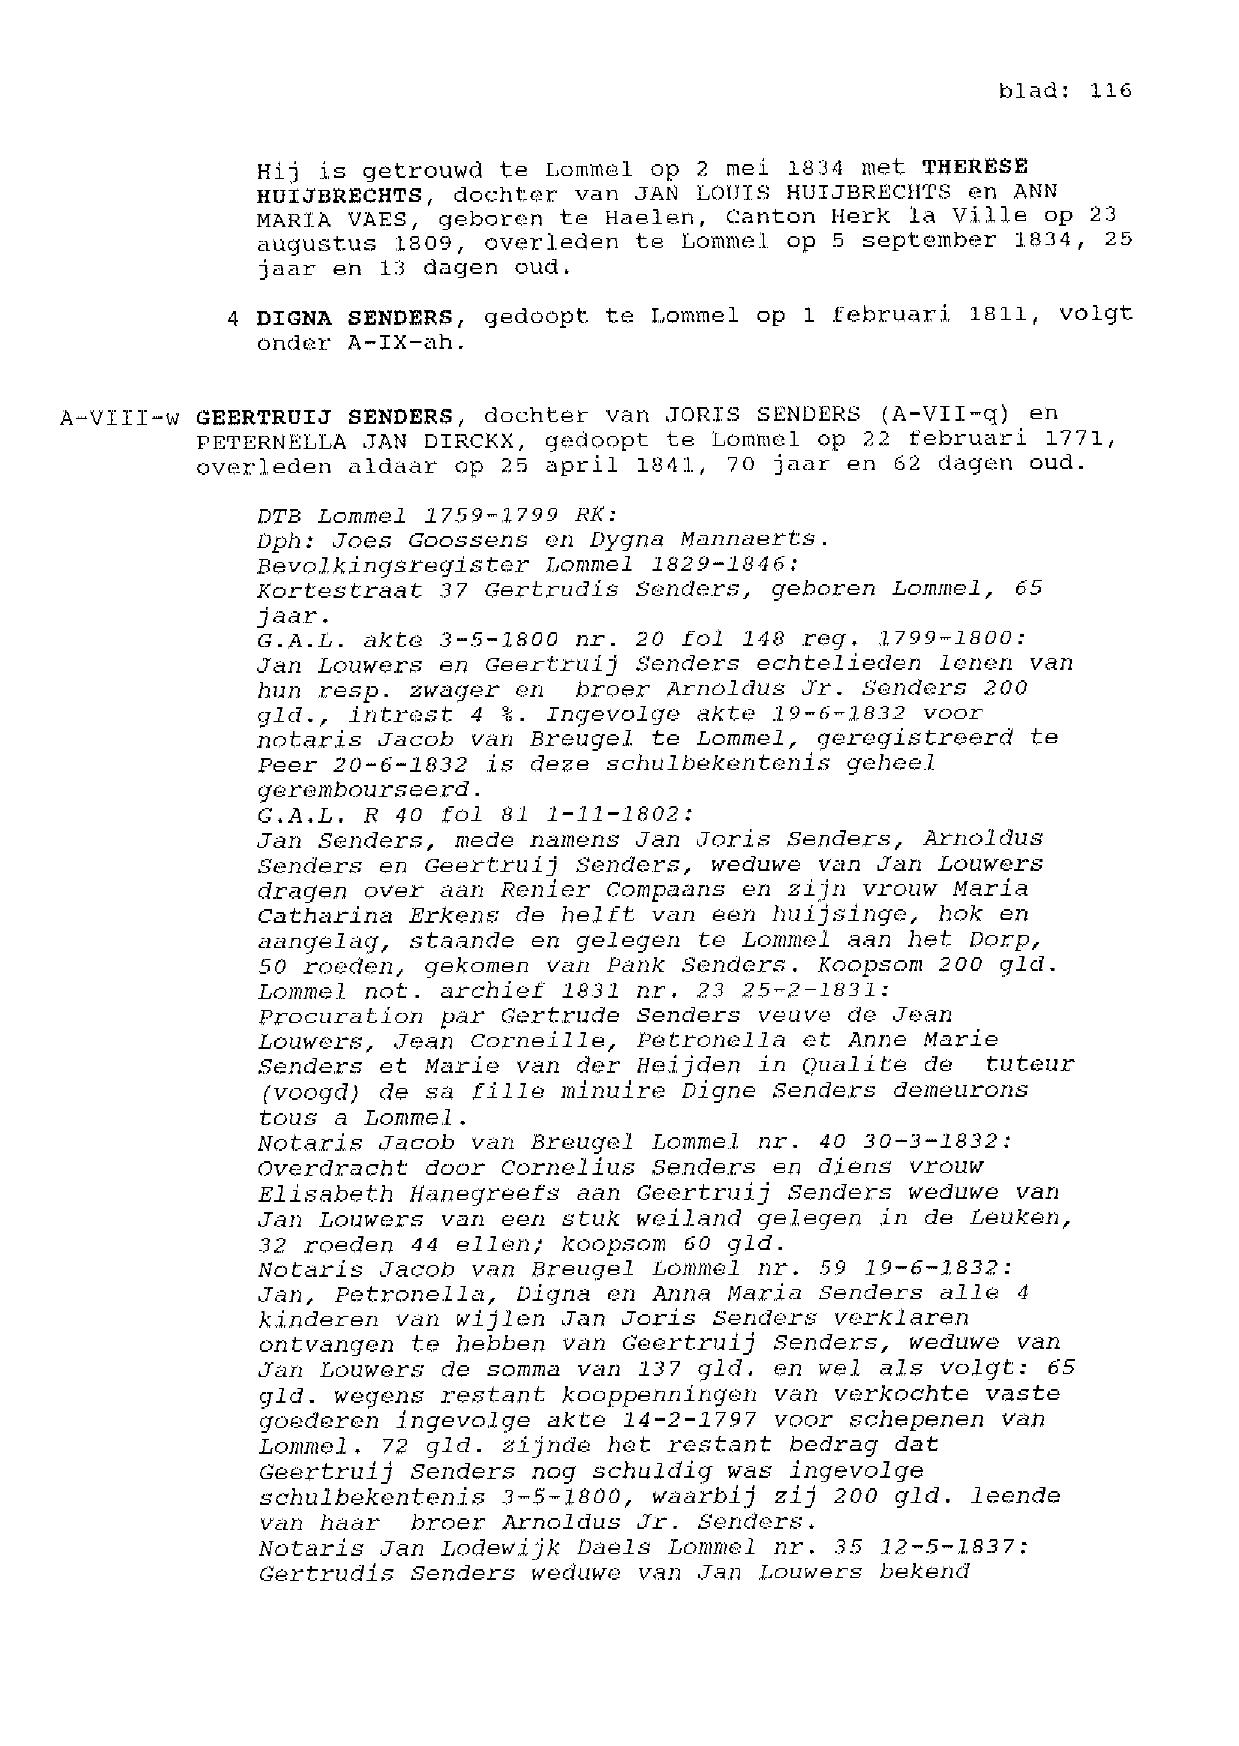 blad: 116
Hij is getrouwd te Lommel op 2 mei 1834 met THERESE
HUIJBRECHTS, dochter van JAN LOUIS HUIJBRECHTS en ANN
MARIA VAES, geboren te Haelen, Canton Herk la Ville op 23
augustus 1809, overleden te Lommel op 5 september 1834, 25
jaar en 13 dagen oud.
4 DIGNA SENDERS, gedoopt te Lommel op 1 februari 1811, volgt
onder A-IX-ah.
A-VIII-w GEERTRUIJ SENDERS, dochter van JORIS SENDERS (A-VII-q) en
PETERNELLA JAN DIRCKX, gedoopt te Lommel op 22 februari 1771,
overleden aldaar op 25 april 1841, 70 jaar en 62 dagen oud.
DTB Lommel 1759-1799 RK:
Dph: Joes Goossens en Dygna Mannaerts.
Bevolkingsregister Lommel 1829-1846:
Kortestraat 37 Gertrudis Senders, geboren Lommel, 65
jaar.
G.A.L. akte 3-5-1800 nr. 20 fol 148 reg. 1799-1800:
Jan Louwers en Geertruij Senders echtelieden lenen van
hun resp. zwager en broer Arnoldus Jr. Senders 200
gld., intrest 4 %. Ingevolge akte 19-6-1832 voor
notaris Jacob van Breugel te Lommel, geregistreerd te
Peer 20-6-1832 is deze schulbekentenis geheel
gerembourseerd.
G.A.L. R 40 fol 81 1-11-1802:
Jan Senders, mede namens Jan Joris Senders, Arnoldus
Senders en Geertruij Senders, weduwe van Jan Louwers
dragen over aan Renier Compaans en zijn vrouw Maria
Catharina Erkens de helft van een huijsinge, hok en
aangelag, staande en gelegen te Lommel aan het Dorp,
50 roeden, gekomen van Pank Senders. Koopsom 200 gld.
Lommel not. archief 1831 nr. 23 25-2-1831:
Procuration par Gertrude Senders veuve de Jean
Louwers, Jean Corneille, Petronella et Anne Marie
Senders et Marie van der Heijden in Qualite de tuteur
(voogd) de sa fille minuire Digne Senders demeurons
tous a Lommel.
Notaris Jacob van Breugel Lommel nr. 40 30-3-1832:
Overdracht door Cornelius Senders en diens vrouw
Elisabeth Hanegreefs aan Geertruij Senders weduwe van
Jan Louwers van een stuk weiland gelegen in de Leuken,
32 roeden 44 ellen; koopsom 60 gld.
Notaris Jacob van Breugel Lommel nr. 59 19-6-1832:
Jan, Petronella, Digna en Anna Maria Senders alle 4
kinderen van wijlen Jan Joris Senders verklaren
ontvangen te hebben van Geertruij Senders, weduwe van
Jan Louwers de somma van 137 gld. en wel als volgt: 65
gld. wegens restant kooppenningen van verkochte vaste
goederen ingevolge akte 14-2-1797 voor schepenen van
Lommel. 72 gld. zijnde het restant bedrag dat
Geertruij Senders nog schuldig was ingevolge
schulbekentenis 3-5-1800, waarbij zij 200 gld. leende
van haar broer Arnoldus Jr. Senders.
Notaris Jan Lodewijk Daels Lommel nr. 35 12-5-1837:
Gertrudis Senders weduwe van Jan Louwers bekend